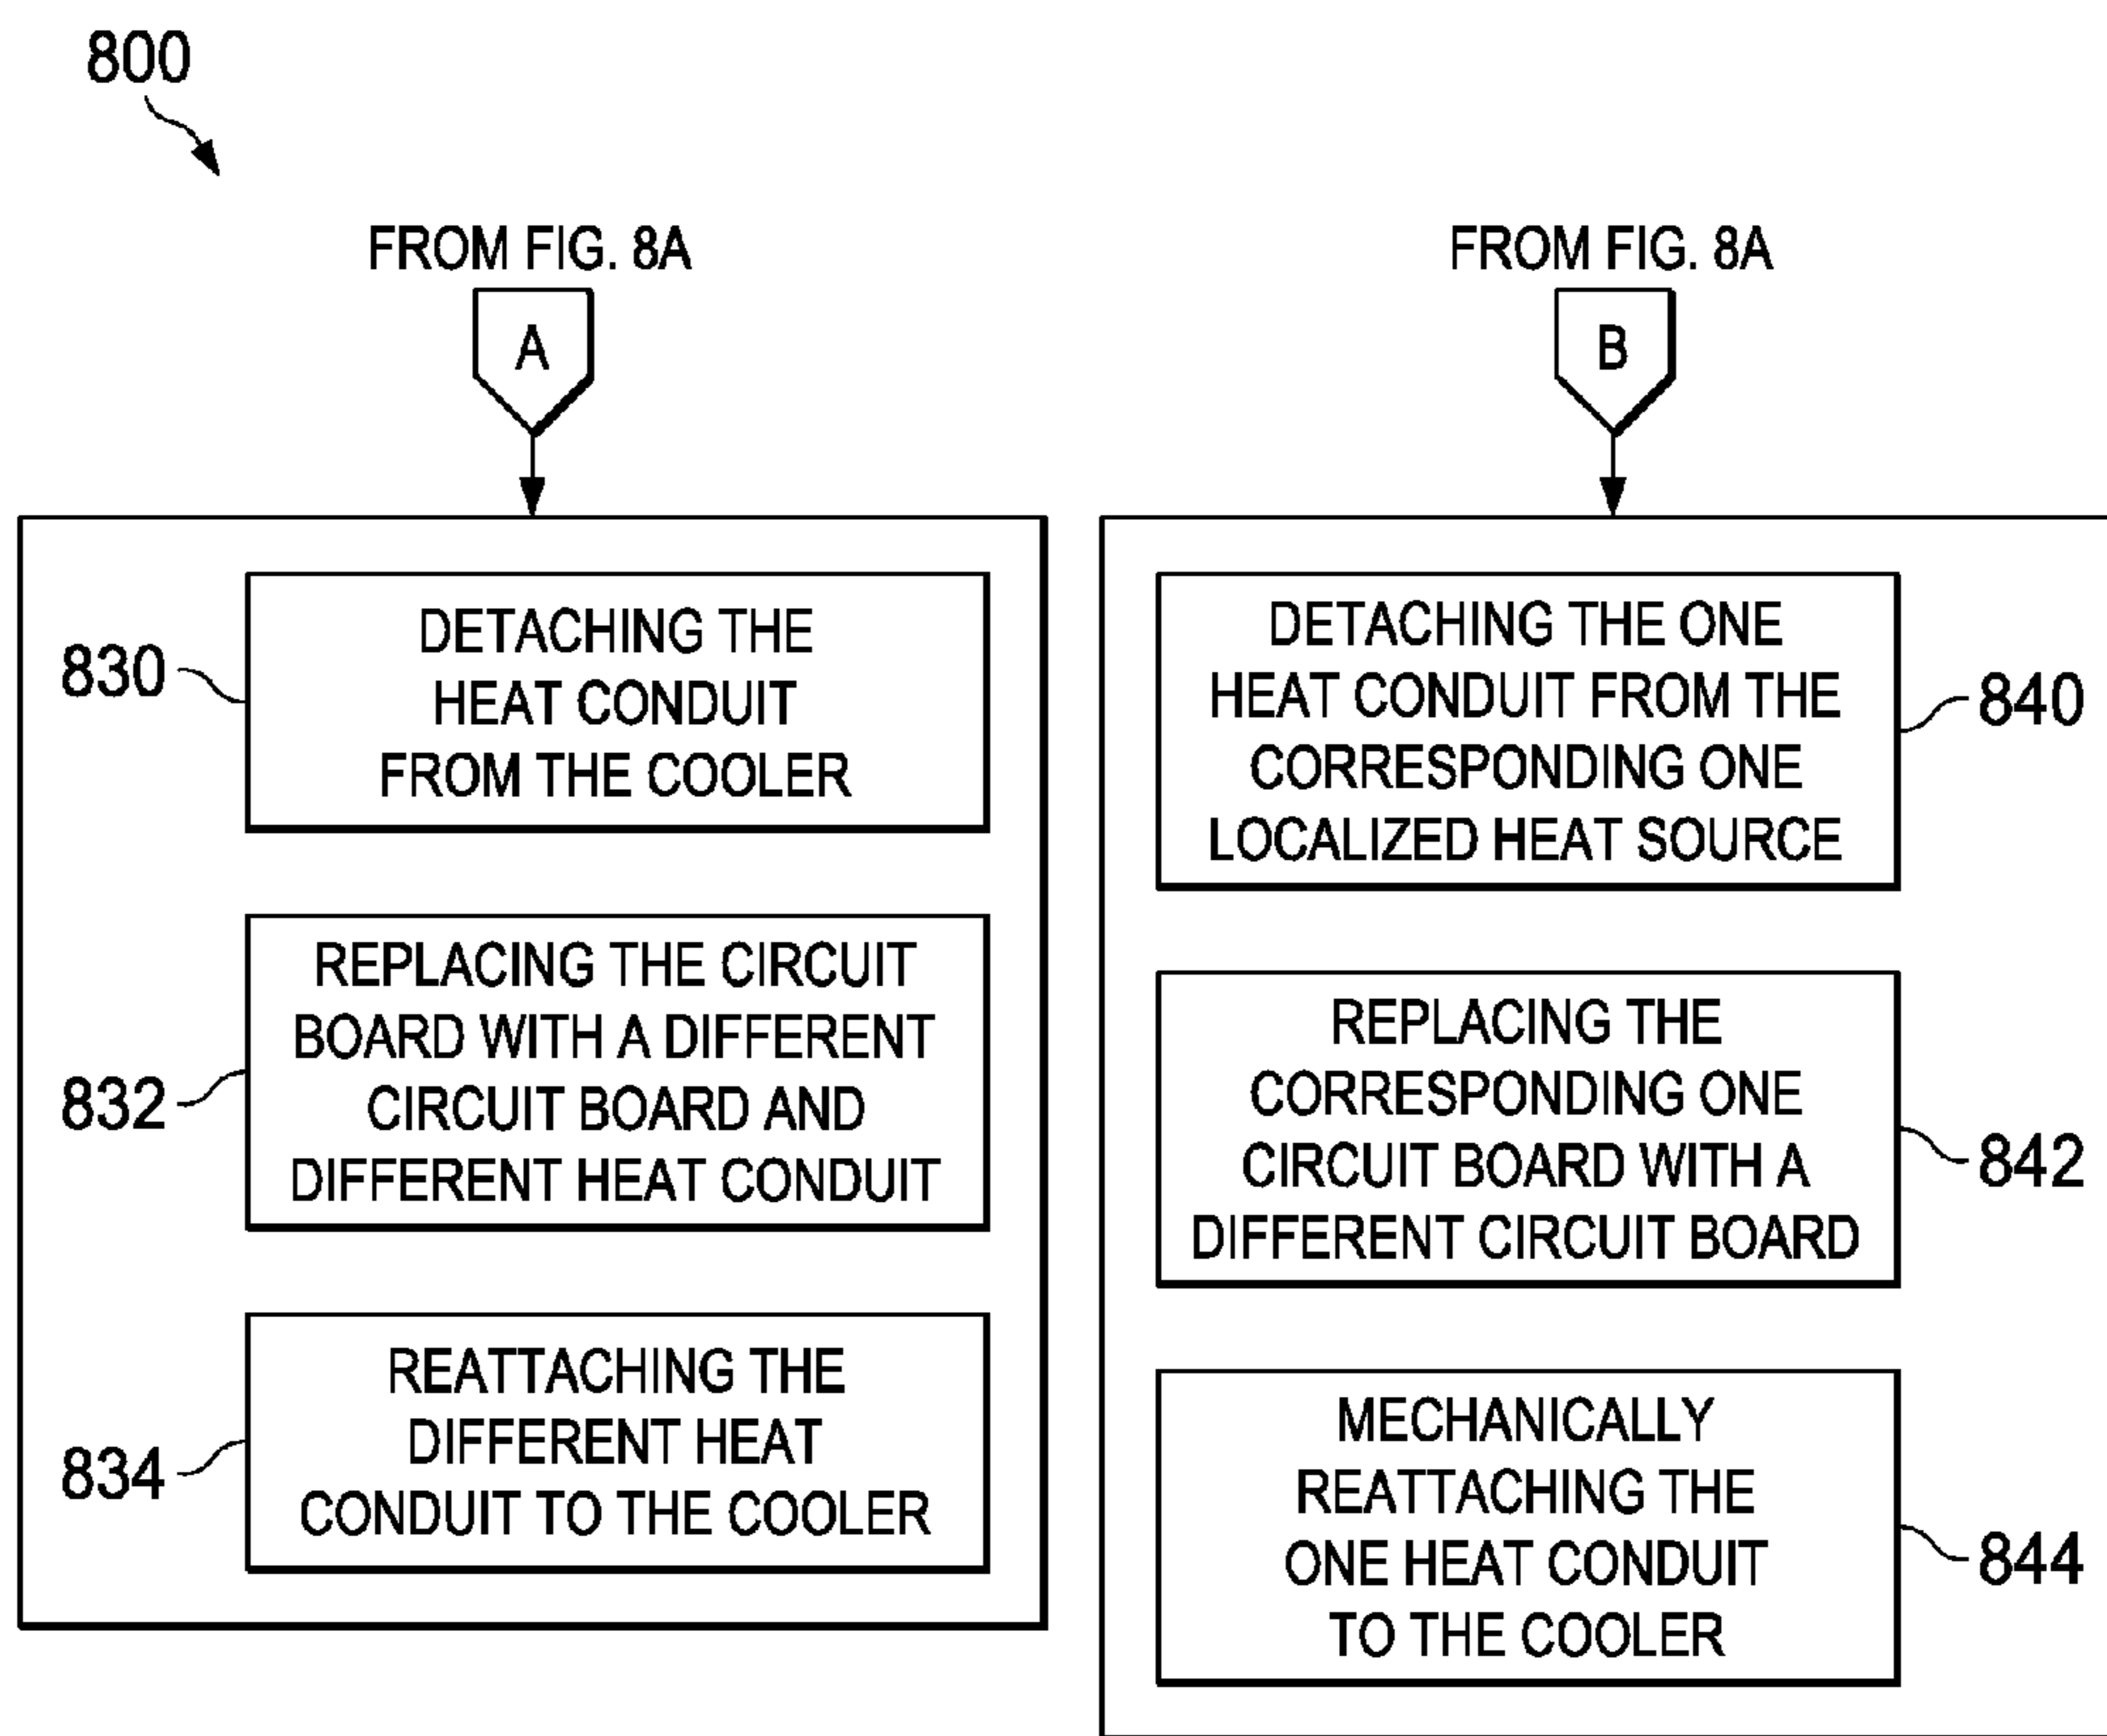 800
FROM FIG. 8A
A
830
DETACHING THE
HEAT CONDUIT
FROM THE COOLER
832
REPLACING THE CIRCUIT
BOARD WITH A DIFFERENT
CIRCUIT BOARD AND
DIFFERENT HEAT CONDUIT
834
REATTACHING THE
DIFFERENT HEAT
CONDUIT TO THE COOLER
FROM FIG. 8A
B
DETACHING THE ONE
HEAT CONDUIT FROM THE
CORRESPONDING ONE
LOCALIZED HEAT SOURCE
840
REPLACING THE
CORRESPONDING ONE
CIRCUIT BOARD WITH A
DIFFERENT CIRCUIT BOARD
842
MECHANICALLY
REATTACHING THE
ONE HEAT CONDUIT
TO THE COOLER
844